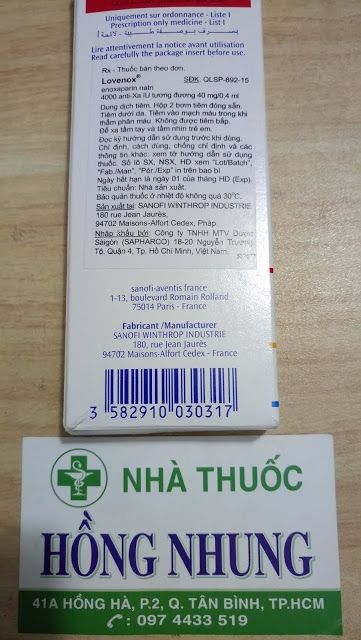 Uniquement sur ordonnance - Liste I
Prescription only medicine - List I
Lire attentivement la notice avant utilisation
Read carefully the package insert before use.
Rx - Thuốc bán theo đơn.
Lovenox® SĐK: QLSP-892-15
enoxaparin natri
4000 anti-Xa IU tương đương 40 mg/0,4 ml
Dung dịch tiêm. Hộp 2 bơm tiêm đóng sẵn.
Tiêm dưới da. Tiêm vào mạch máu trong khi
thẩm phân máu. Không được tiêm bắp.
Để xa tầm tay và tầm nhìn trẻ em.
Đọc kỹ hướng dẫn sử dụng trước khi dùng.
Chỉ định, cách dùng, chống chỉ định và các
thông tin khác: xem tờ hướng dẫn sử dụng
thuốc. Số lô SX, NSX, HD xem "Lot/Batch",
"Fab./Man", "Pér./Exp" in trên bao bì
Ngày hết hạn là ngày 01 của tháng HD (Exp).
Tiêu chuẩn: Nhà sản xuất.
Bảo quản thuốc ở nhiệt độ không quá 30°C.
Sản xuất tại: SANOFI WINTHROP INDUSTRIE
180 rue Jean Jaurès,
94702 Maisons-Alfort Cedex, Pháp.
Nhập khẩu bởi: Công ty TNHH MTV Dược
Sàigòn (SAPHARCO) 18-20 Nguyễn Trường
Tộ, Quận 4, Tp. Hồ Chí Minh, Việt Nam.
sanofi-aventis france
1-13, boulevard Romain Rolland
75014 Paris - France
Fabricant /Manufacturer
SANOFI WINTHROP INDUSTRIE
180, rue Jean Jaurès
94702 Maisons-Alfort Cedex - France
3 582910 030317
NHÀ THUỐC
HỒNG NHUNG
41A HỒNG HÀ, P.2, Q. TÂN BÌNH, TP.HCM
: 097 4433 519